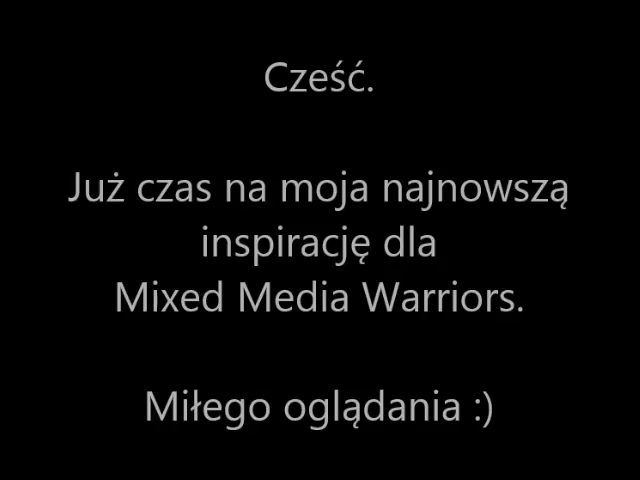 Cześć.
Już czas na moja najnowszą
inspirację dla
Mixed Media Warriors.
Miłego oglądania :)